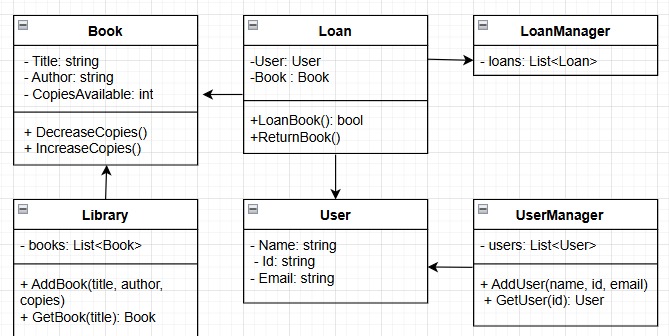 Book
- Title: string
- Author: string
- CopiesAvailable: int
+ DecreaseCopies()
+ IncreaseCopies()
Loan
-User: User
-Book : Book
+LoanBook(): bool
+ReturnBook()
LoanManager
- loans: List<Loan>
Library
- books: List<Book>
+ AddBook(title, author,
copies)
+ GetBook(title): Book
User
- Name: string
- Id: string
- Email: string
UserManager
- users: List<User>
+ AddUser(name, id, email)
+ GetUser(id): User